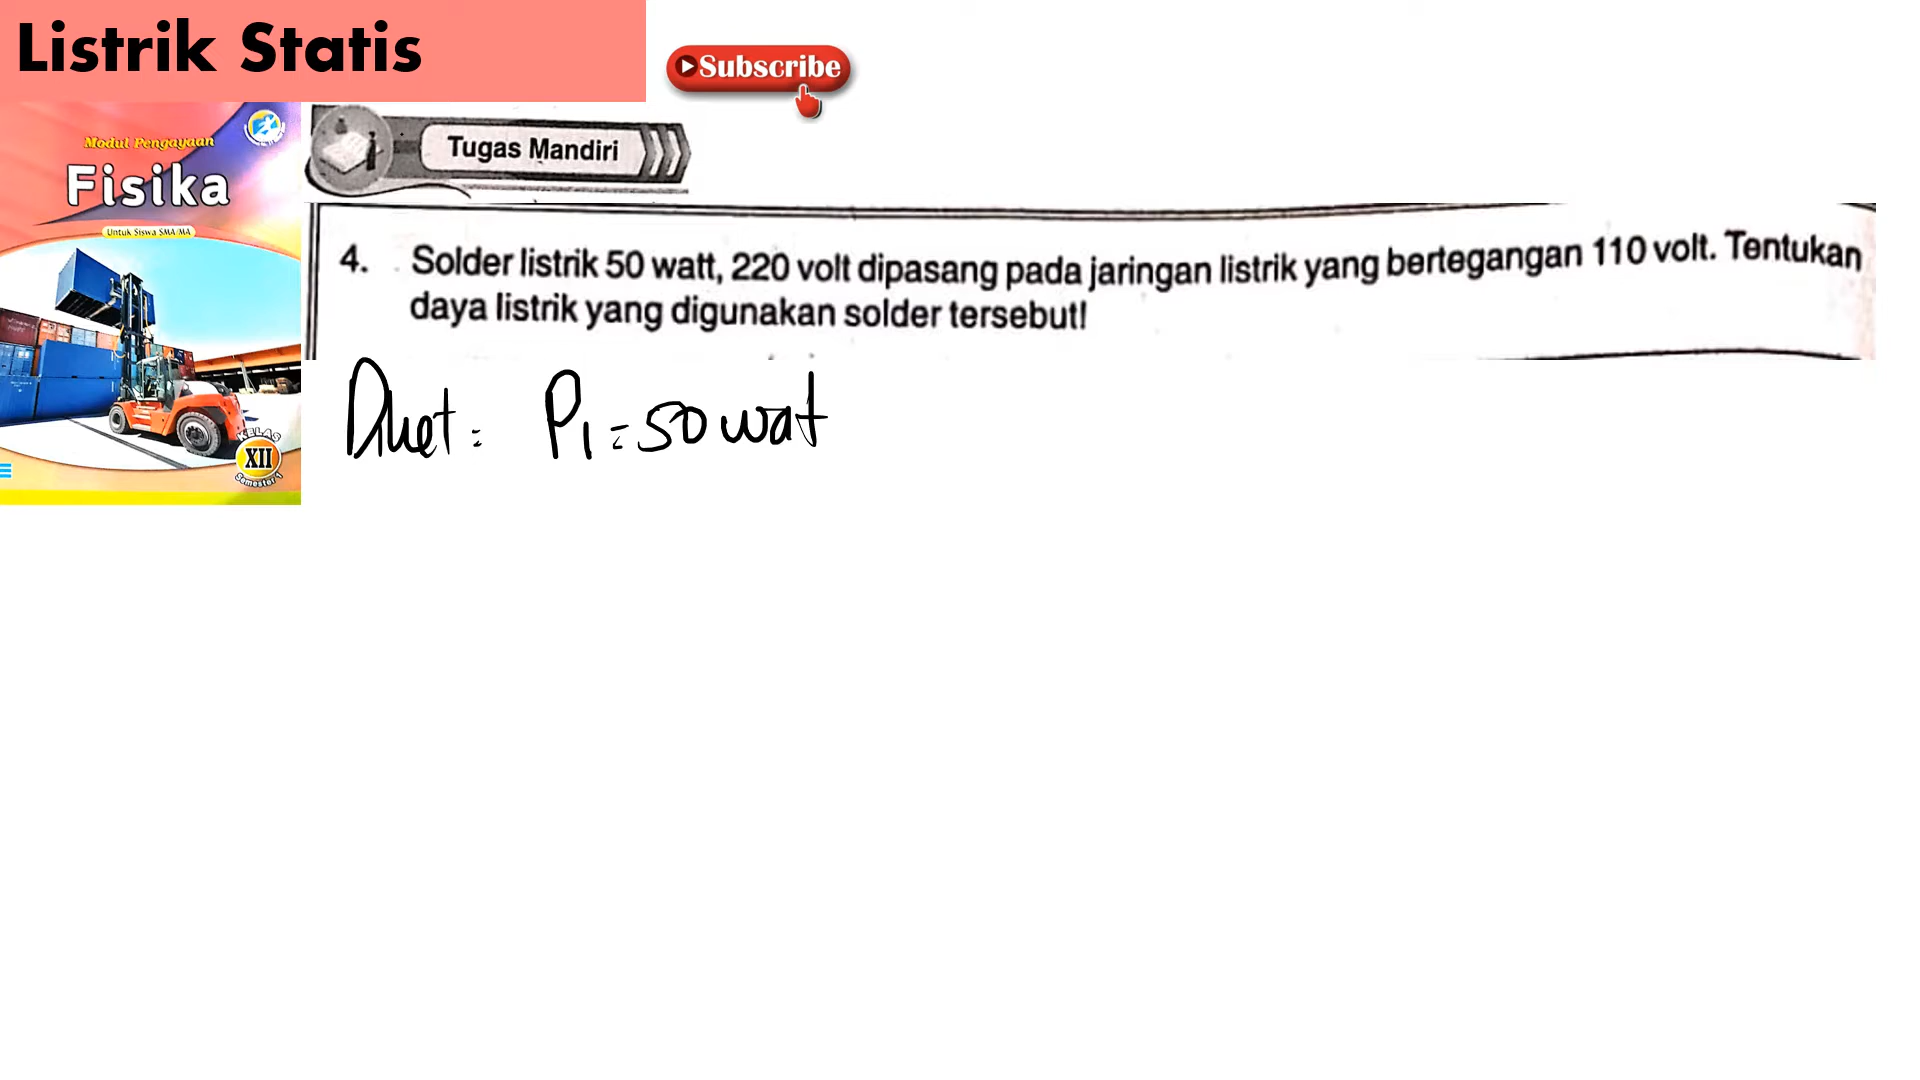 Listrik Statis
Subscribe
Modul Pengayaan
Fisika
Untuk Siswa SMA/MA
KELAS
XII
Semester 1
Tugas Mandiri
4. Solder listrik 50 watt, 220 volt dipasang pada jaringan listrik yang bertegangan 110 volt. Tentukan
daya listrik yang digunakan solder tersebut!
Diket : P1 = 50 wat